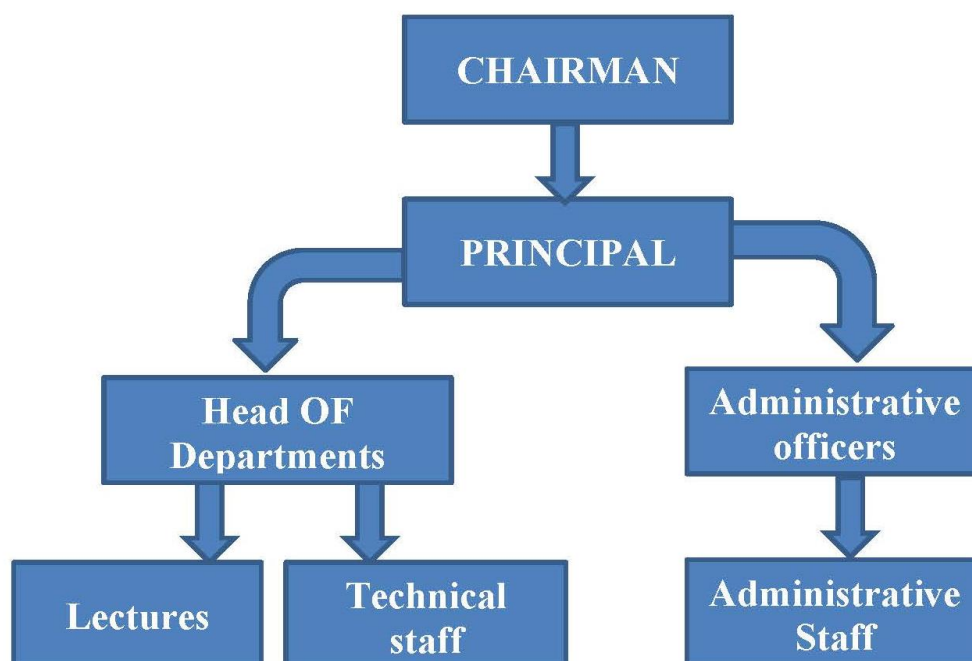 CHAIRMAN
PRINCIPAL
Head OF
Departments
Administrative
officers
Lectures
Technical
staff
Administrative
Staff